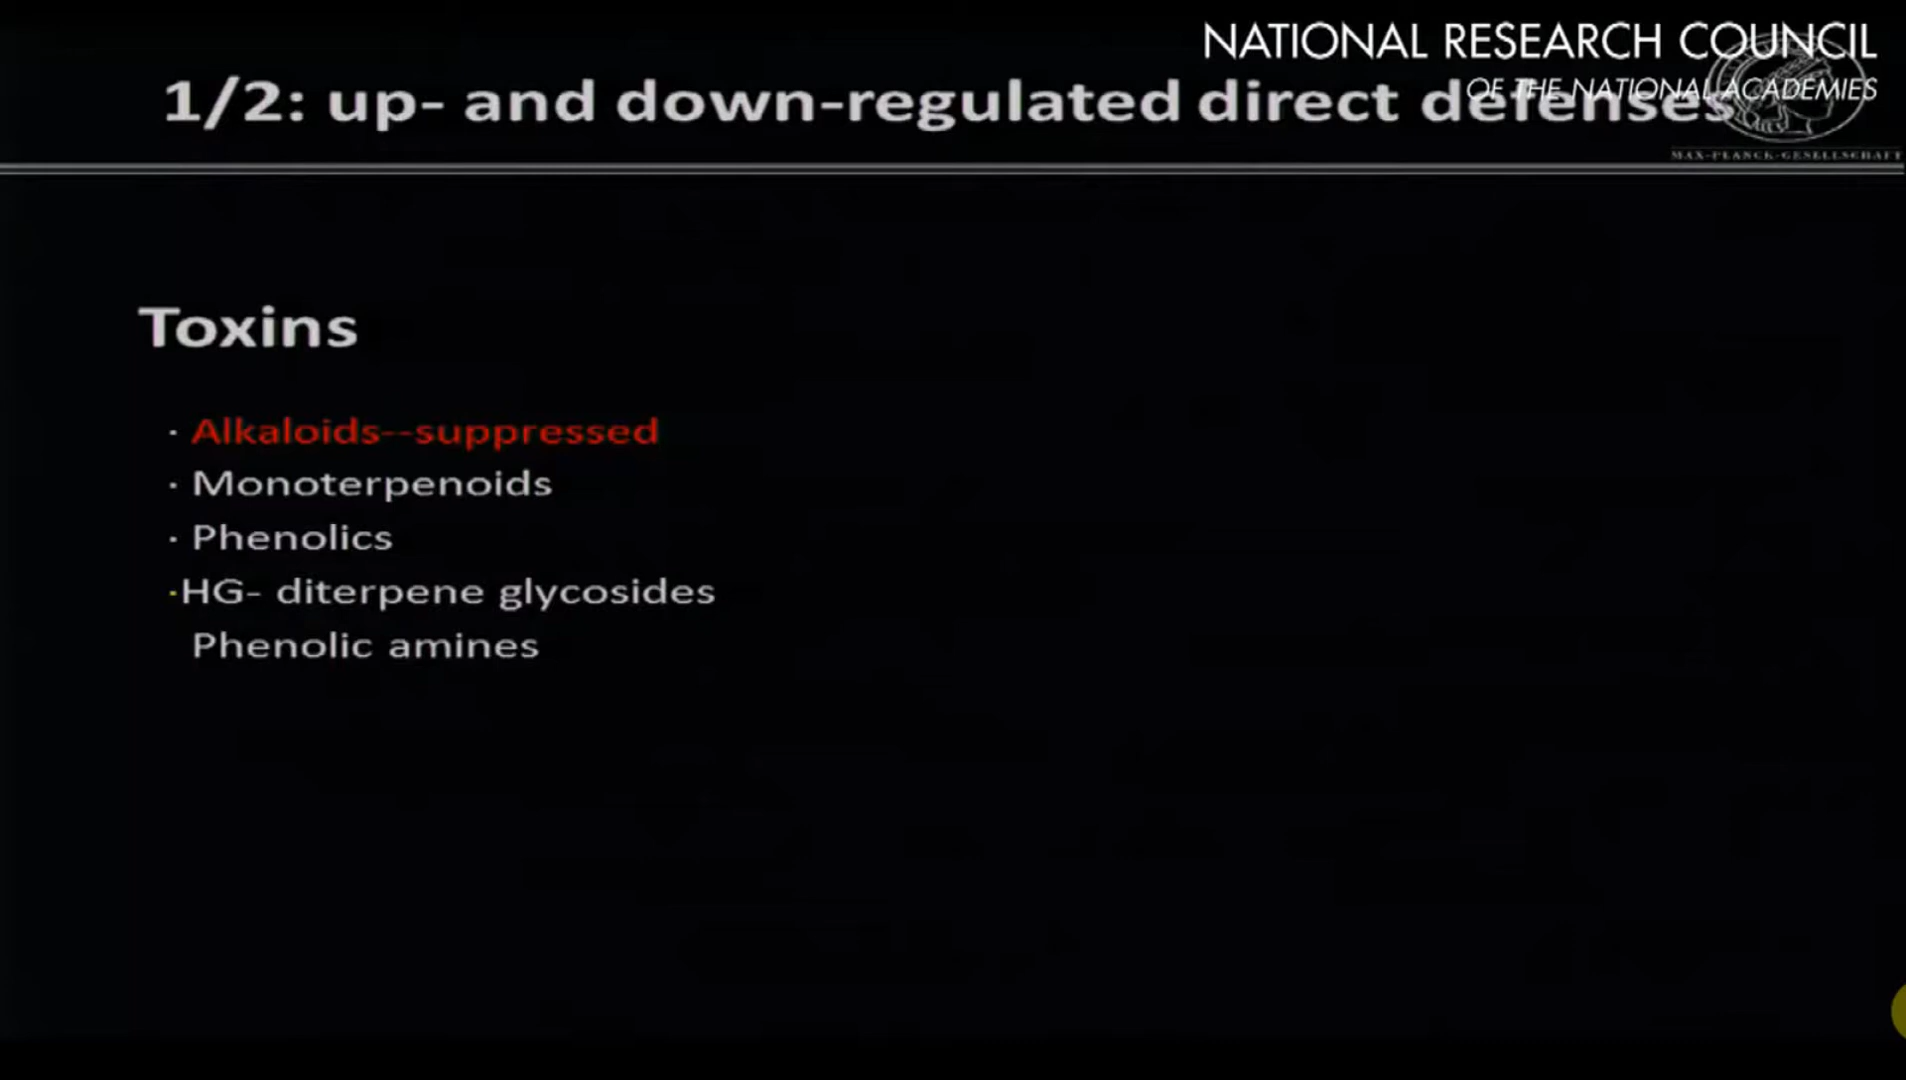 NATIONAL RESEARCH COUNCIL
OF THE NATIONAL ACADEMIES
1/2: up- and down-regulated direct defenses
MAX-PLANCK-GESELLSCHAFT
Toxins
· Alkaloids--suppressed
· Monoterpenoids
· Phenolics
·HG- diterpene glycosides
Phenolic amines